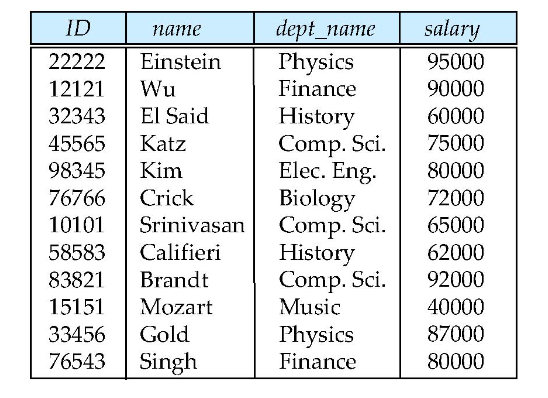 ID name dept_name salary
22222 Einstein Physics 95000
12121 Wu Finance 90000
32343 El Said History 60000
45565 Katz Comp. Sci. 75000
98345 Kim Elec. Eng. 80000
76766 Crick Biology 72000
10101 Srinivasan Comp. Sci. 65000
58583 Califieri History 62000
83821 Brandt Comp. Sci. 92000
15151 Mozart Music 40000
33456 Gold Physics 87000
76543 Singh Finance 80000